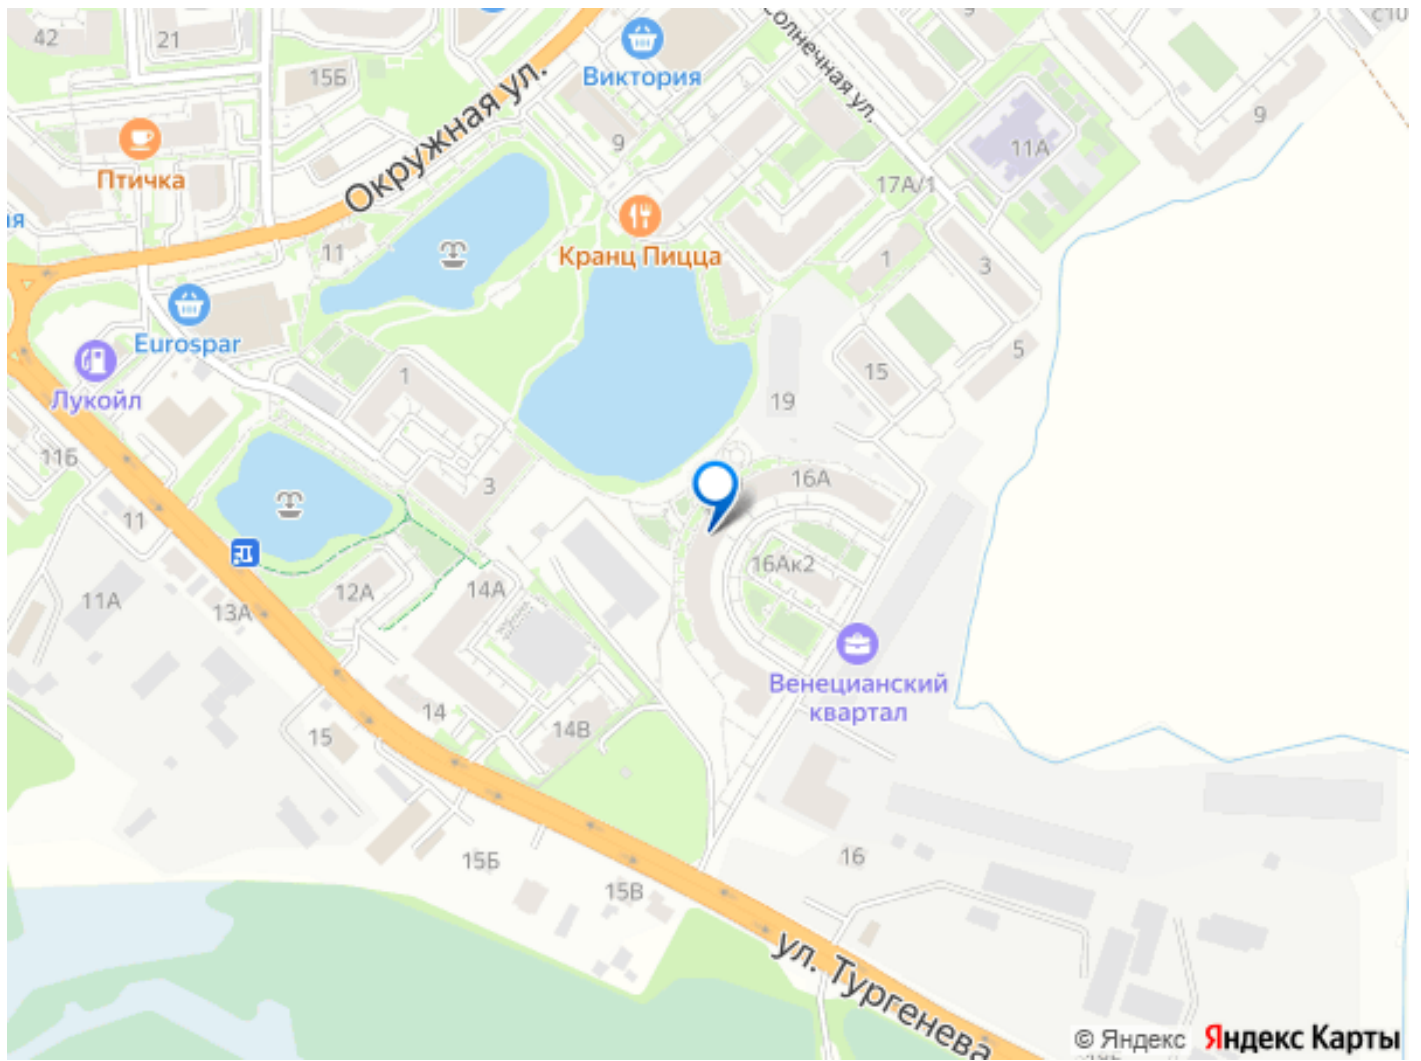 42
21
15Б
Виктория
Солнечная ул.
9
9
11А
9
Окружная ул.
Птичка
17А/1
11
Кранц Пицца
1
3
Eurospar
5
Лукойл
1
15
19
11Б
3
16А
11
16Ак2
12А
14А
11А
13А
Венецианский
квартал
14
14В
15
15Б
16
15В
ул. Тургенева
© Яндекс
Яндекс Карты